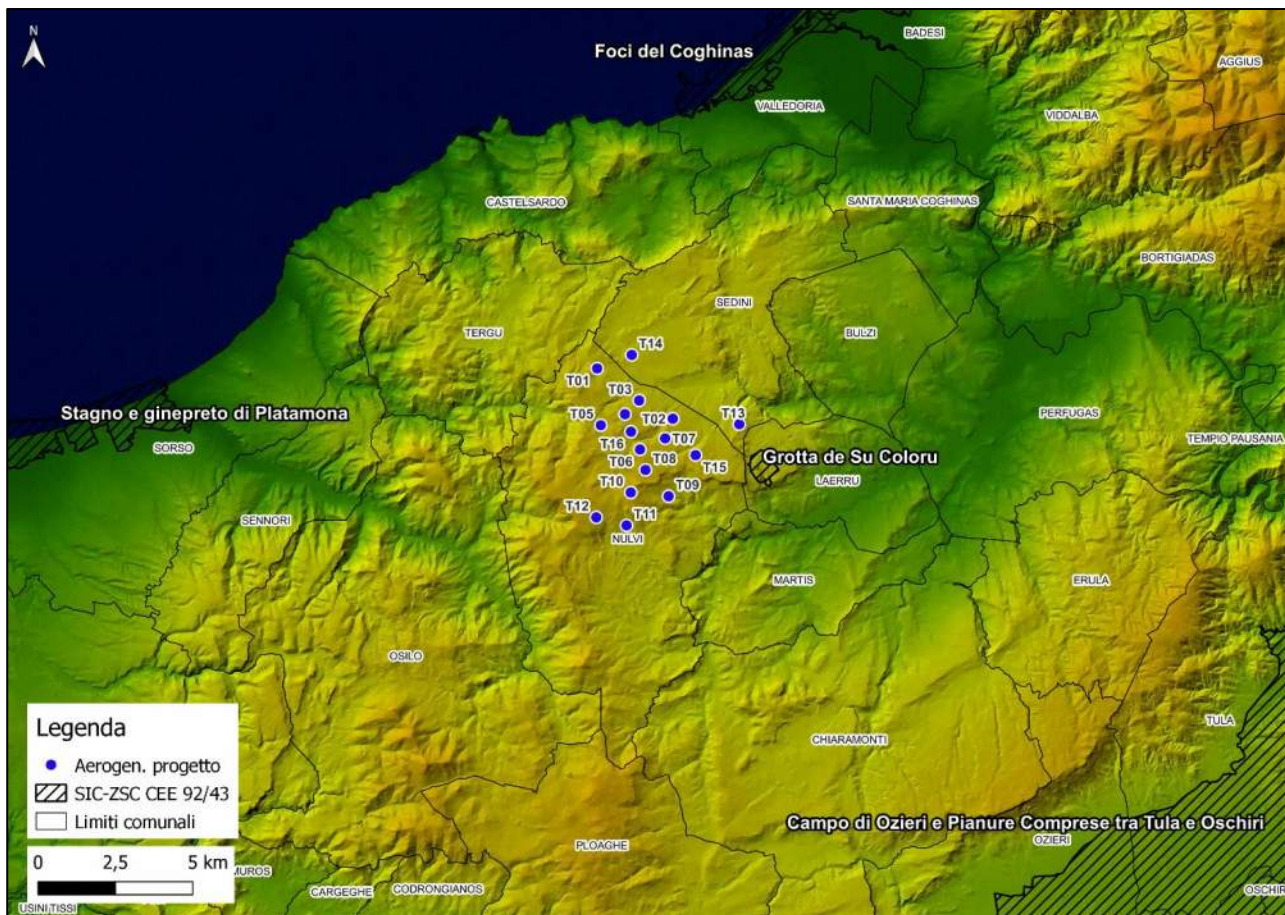 N
BADESI
Foci del Coghinas
AGGIUS
VALLEDORIA
VIDDALBA
CASTELSARDO
SANTA MARIA COGHINAS
BORTIGIADAS
SEDINI
TERGU
BULZI
T14
T01
T03
Stagno e ginepreto di Platamona
T05
T02
T13
PERFUGAS
TEMPIO PAUSANIA
SORSO
T16
T07
Grotta de Su Coloru
T06
T08
T15
LAERRU
T10
T09
T12
T11
SENNORI
NULVI
MARTIS
ERULA
OSILO
TULA
Legenda
CHIARAMONTI
Aerogen. progetto
SIC-ZSC CEE 92/43
Limiti comunali
Campo di Ozieri e Pianure Comprese tra Tula e Oschiri
PLOAGHE
OZIERI
0 2,5 5 km
MUROS
CARGEGHE
CODRONGIANOS
OSCHIR
USINI TISSI